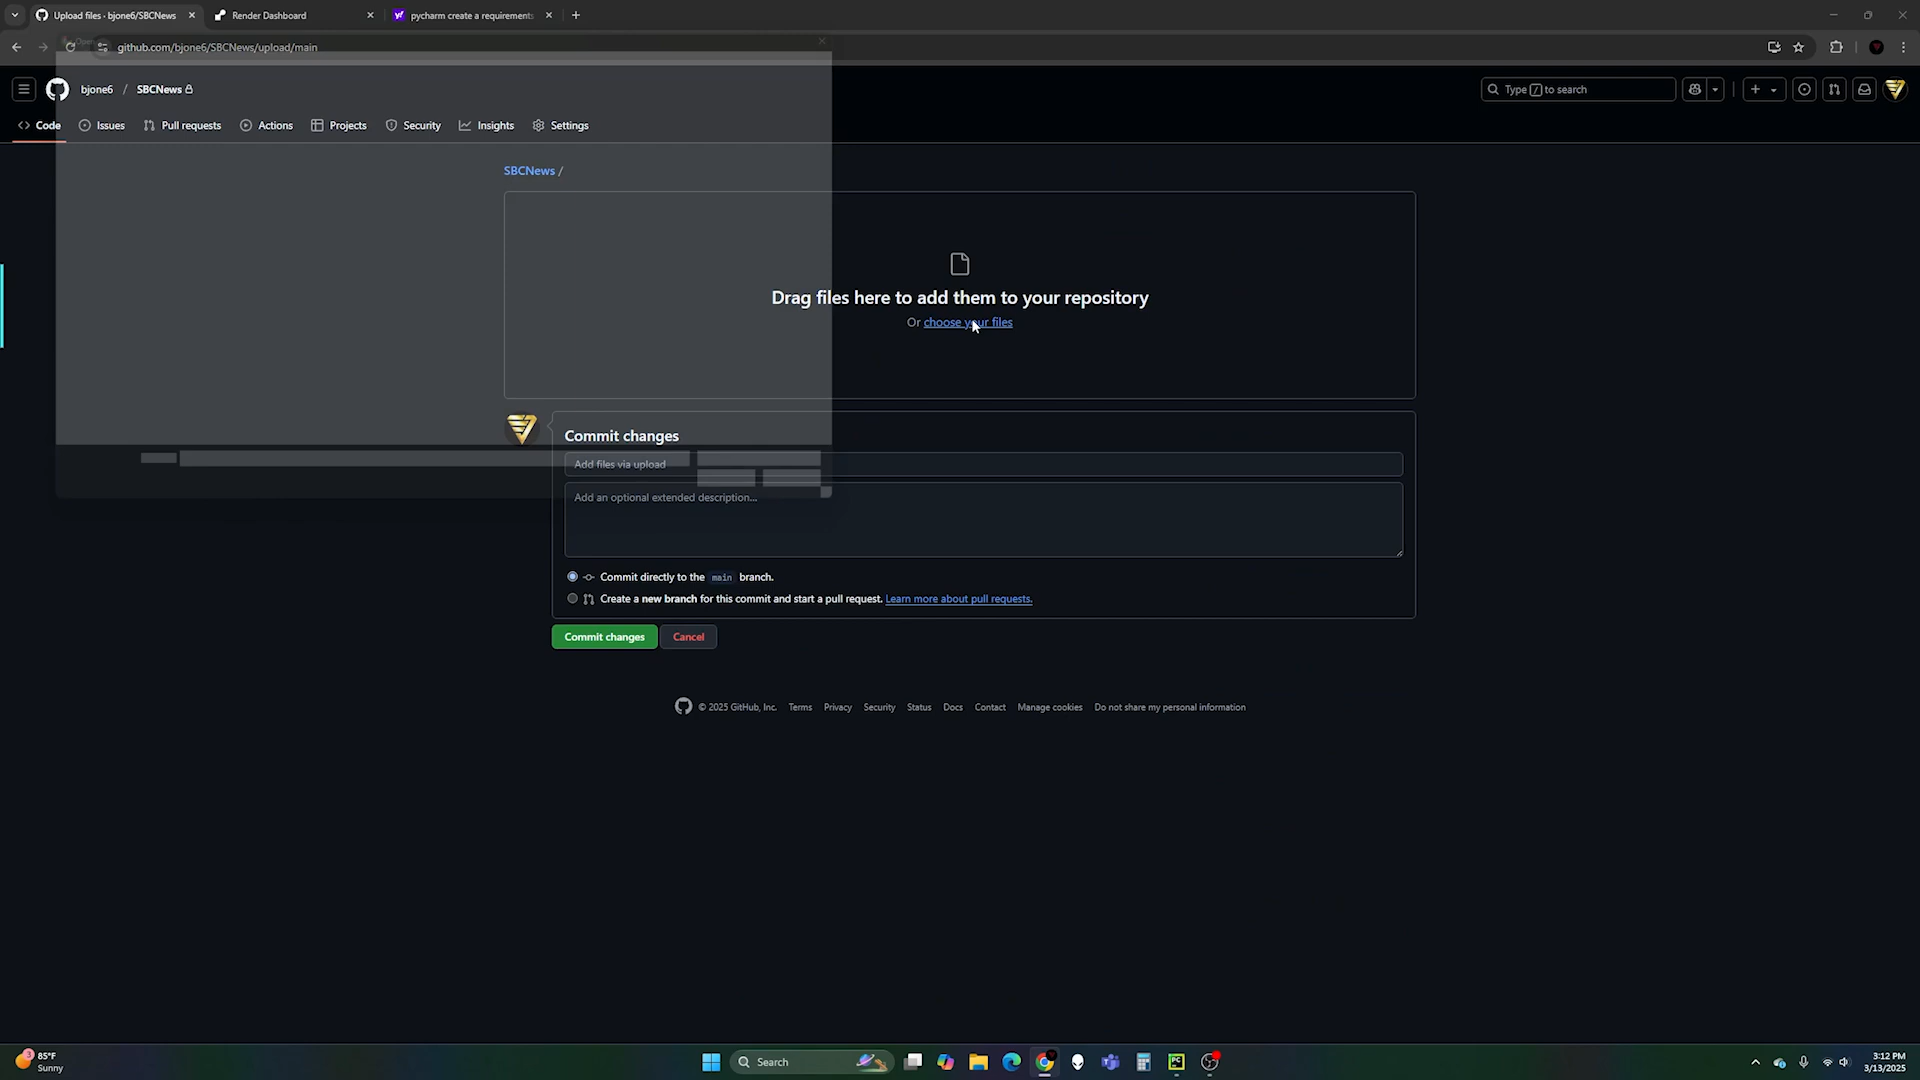 Upload files · bjone6/SBCNews
Render Dashboard
pycharm create a requirements
github.com/bjone6/SBCNews/upload/main
bjone6 / SBCNews
Type / to search
Code
Issues
Pull requests
Actions
Projects
Security
Insights
Settings
SBCNews /
Drag files here to add them to your repository
Or choose your files
Commit changes
Add files via upload
Add an optional extended description...
Commit directly to the main branch.
Create a new branch for this commit and start a pull request. Learn more about pull requests.
Commit changes
Cancel
© 2025 GitHub, Inc.
Terms
Privacy
Security
Status
Docs
Contact
Manage cookies
Do not share my personal information
85°F
Sunny
Search
3:12 PM
3/13/2025